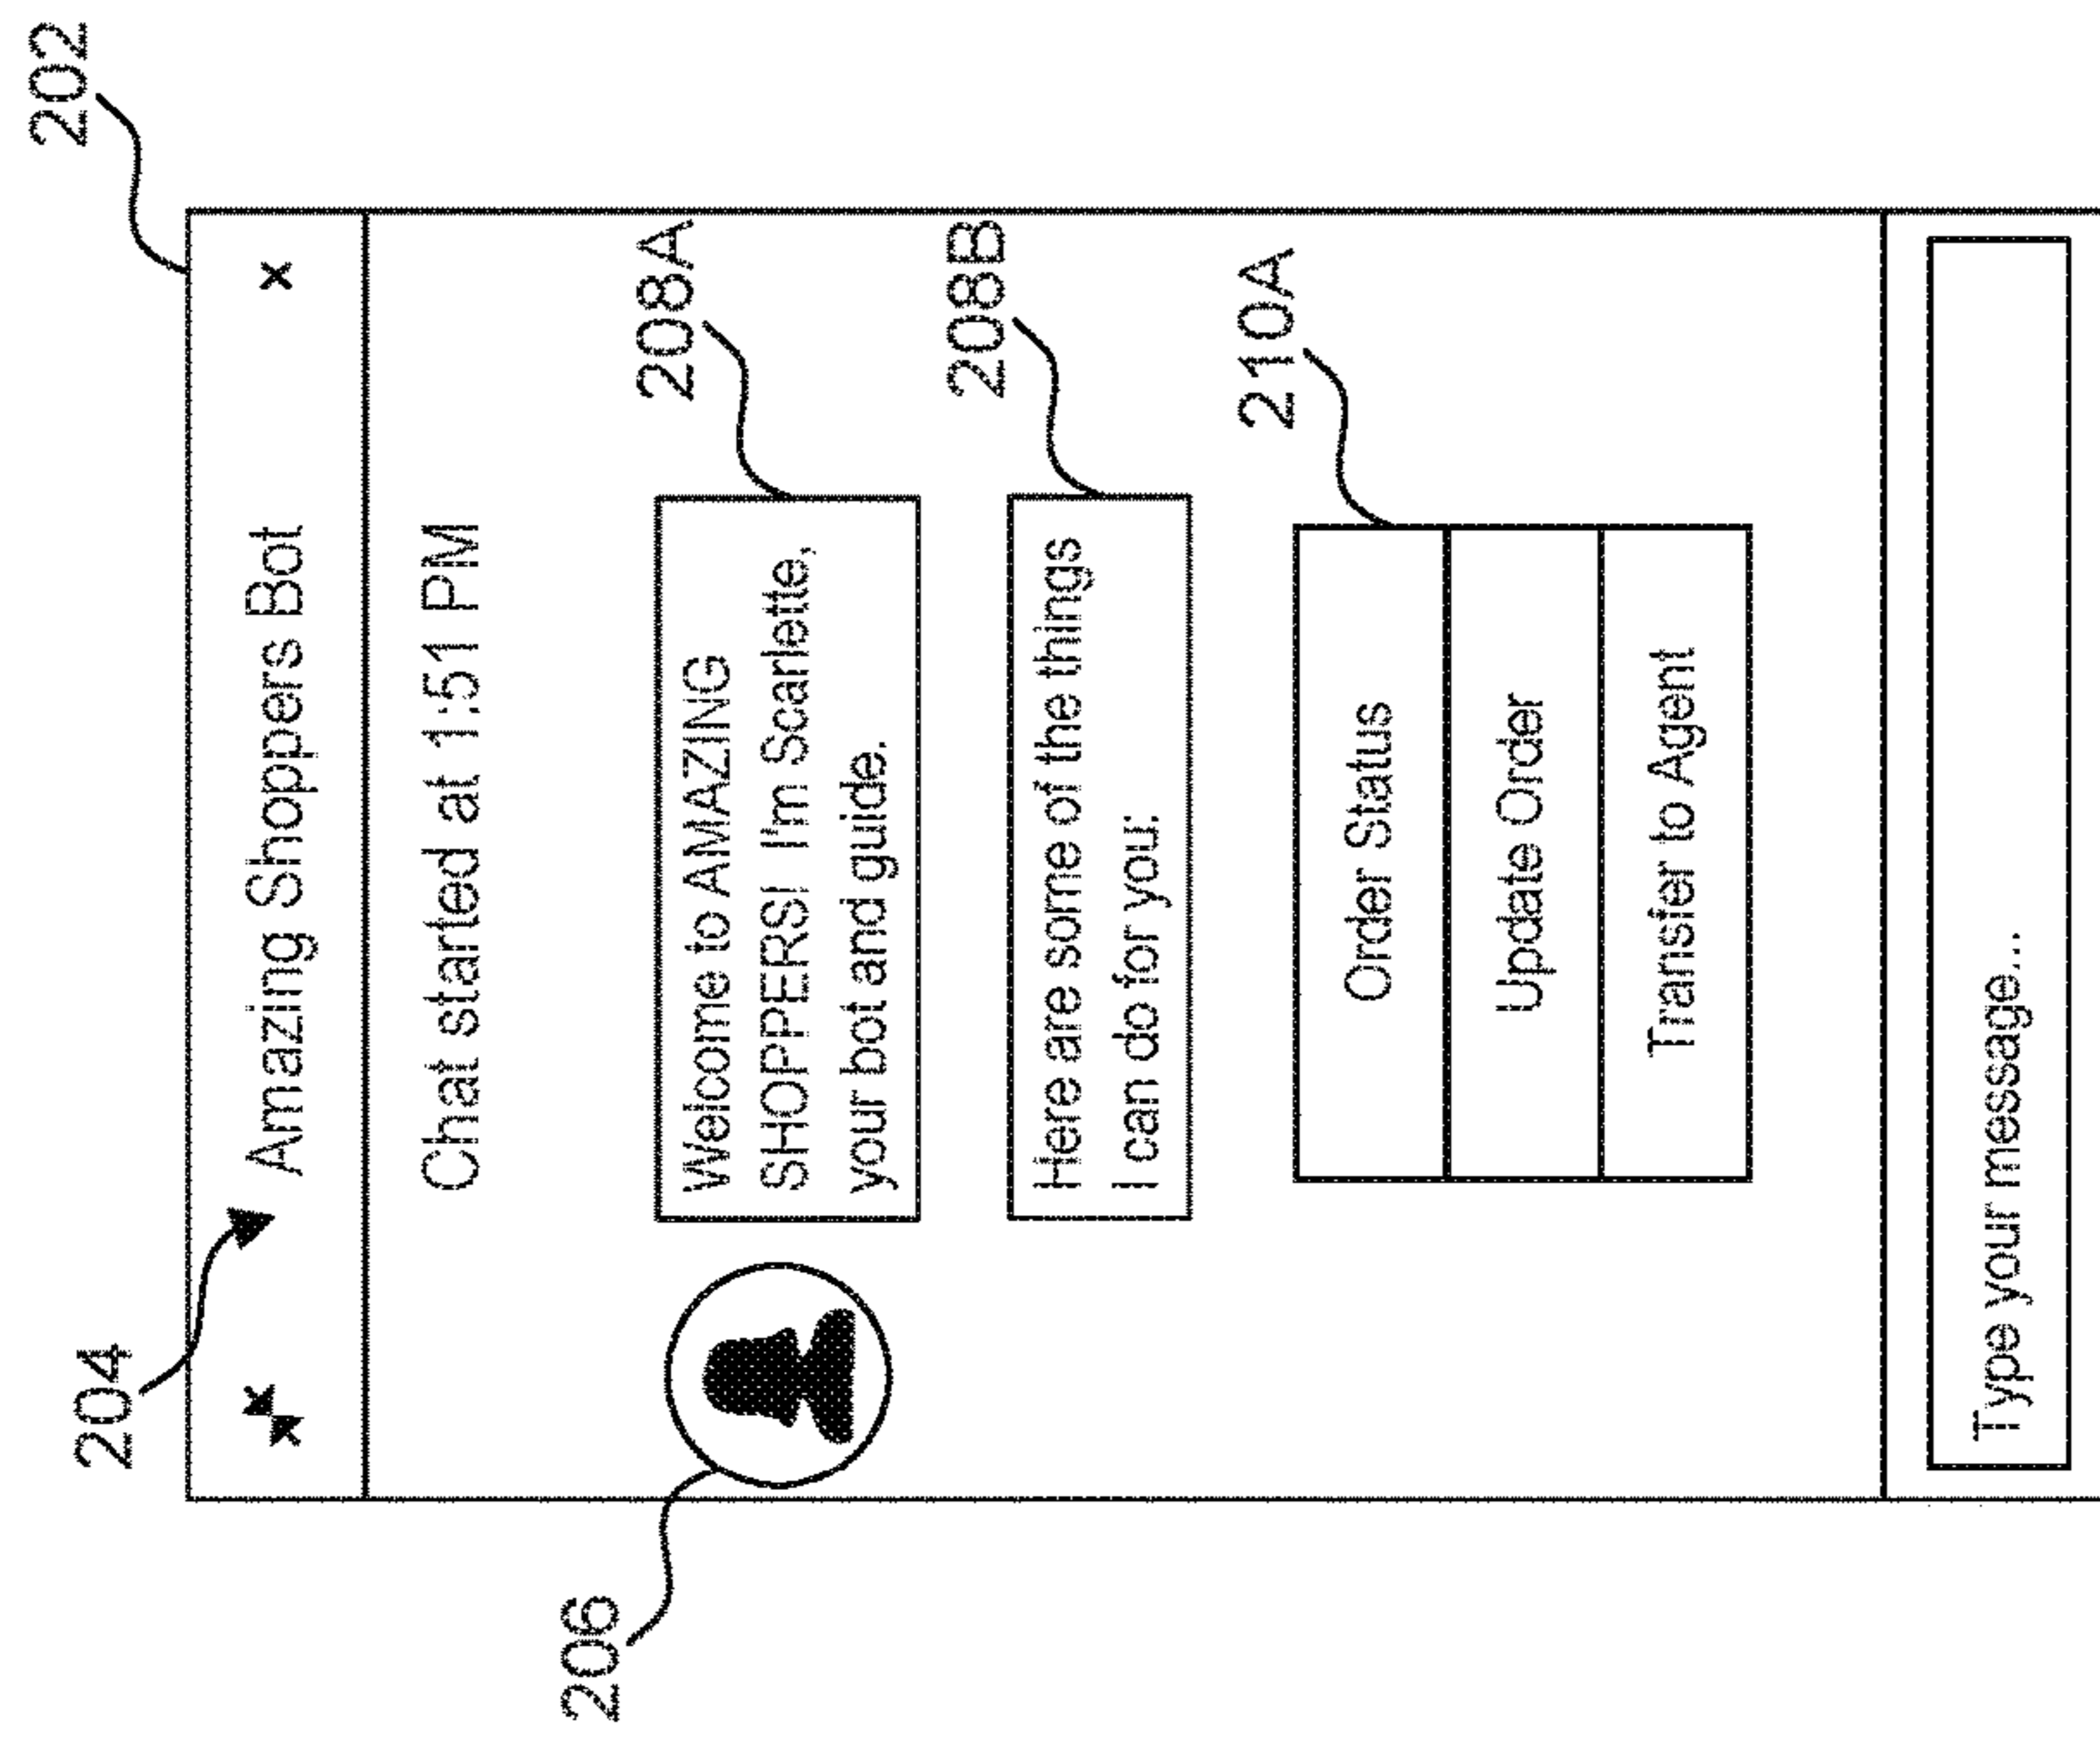 202
204
Amazing Shoppers Bot
x
Chat started at 1:51 PM
206
208A
Welcome to AMAZING
SHOPPERS! I'm Scarlette,
your bot and guide.
208B
Here are some of the things
I can do for you:
210A
Order Status
Update Order
Transfer to Agent
Type your message...